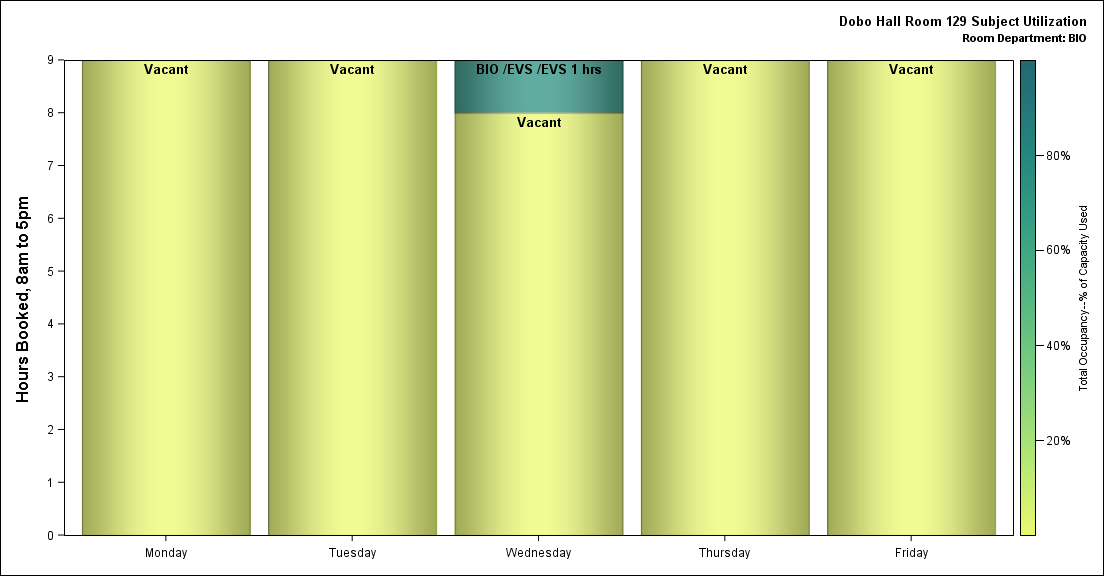 Dobo Hall Room 129 Subject Utilization
Room Department: BIO
Hours Booked, 8am to 5pm
9
8
7
6
5
4
3
2
1
0
Vacant
Vacant
BIO /EVS /EVS 1 hrs
Vacant
Vacant
Vacant
Monday
Tuesday
Wednesday
Thursday
Friday
80%
60%
40%
20%
Total Occupancy--% of Capacity Used